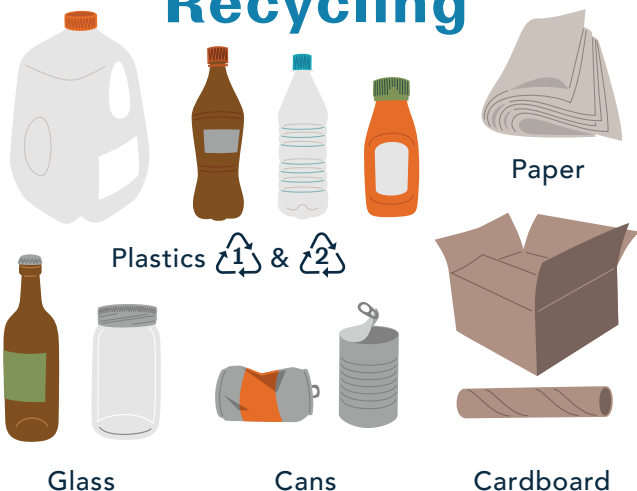 Recycling
Paper
Plastics 1 & 2
Glass
Cans
Cardboard